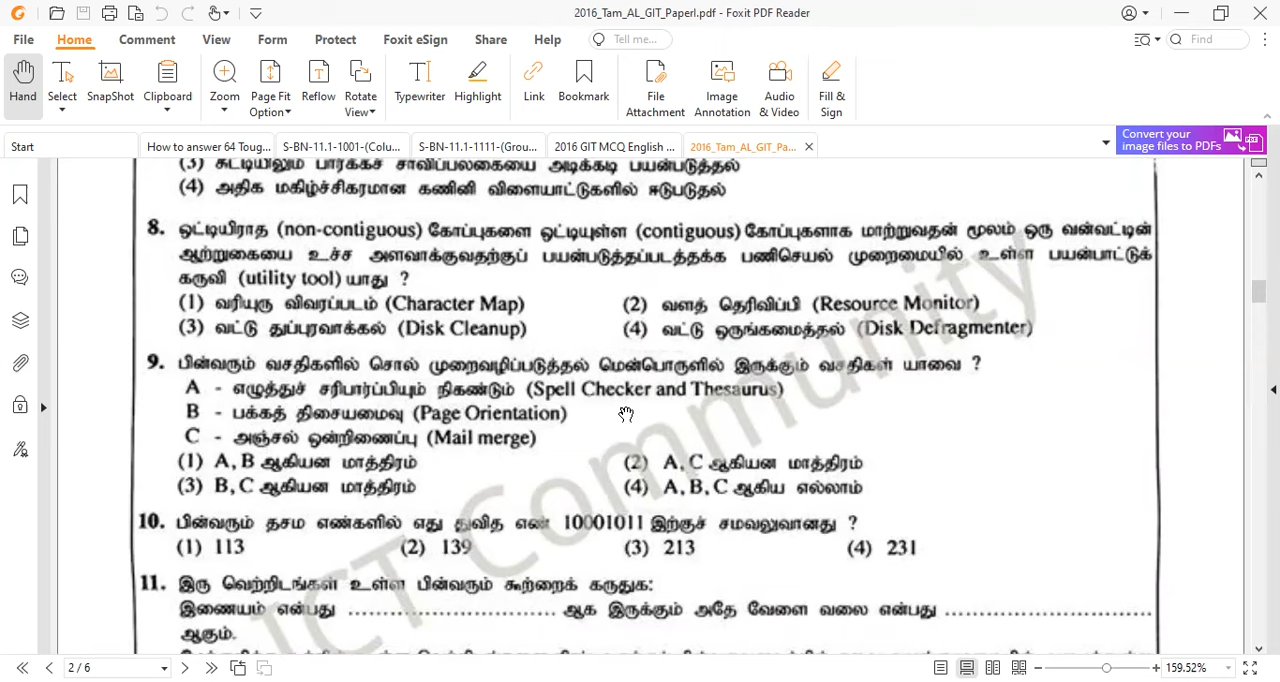 2016_Tam_AL_GIT_PaperI.pdf - Foxit PDF Reader
File Home Comment View Form Protect Foxit eSign Share Help Tell me... Find
Hand Select SnapShot Clipboard Zoom Page Fit Option Reflow Rotate View Typewriter Highlight Link Bookmark File Attachment Image Annotation Audio & Video Fill & Sign
Start How to answer 64 Toug... S-BN-11.1-1001-(Colu... S-BN-11.1-1111-(Gro... 2016 GIT MCQ English ... 2016_Tam_AL_GIT_Pa... Convert your image files to PDFs
(3) சுட்டியிலும் பார்க்கச் சாவிப்பலகையை அடிக்கடி பயன்படுத்தல்
(4) அதிக மகிழ்ச்சிகரமான கணினி விளையாட்டுகளில் ஈடுபடுதல்
8. ஒட்டியிராத (non-contiguous) கோப்புகளை ஒட்டியுள்ள (contiguous) கோப்புகளாக மாற்றுவதன் மூலம் ஒரு வன்வட்டின்
ஆற்றுகையை உச்ச அளவாக்குவதற்குப் பயன்படுத்தப்படத்தக்க பணிசெயல் முறைமையில் உள்ள பயன்பாட்டுக்
கருவி (utility tool) யாது ?
(1) வரியுரு விவரப்படம் (Character Map) (2) வளத் தெரிவிப்பி (Resource Monitor)
(3) வட்டு துப்புரவாக்கல் (Disk Cleanup) (4) வட்டு ஒருங்கமைத்தல் (Disk Defragmenter)
9. பின்வரும் வசதிகளில் சொல் முறைவழிப்படுத்தல் மென்பொருளில் இருக்கும் வசதிகள் யாவை ?
A - எழுத்துச் சரிபார்ப்பியும் நிகண்டும் (Spell Checker and Thesaurus)
B - பக்கத் திசையமைவு (Page Orientation)
C - அஞ்சல் ஒன்றிணைப்பு (Mail merge)
(1) A, B ஆகியன மாத்திரம் (2) A, C ஆகியன மாத்திரம்
(3) B, C ஆகியன மாத்திரம் (4) A, B, C ஆகிய எல்லாம்
10. பின்வரும் தசம எண்களில் எது துவித எண் 10001011 இற்குச் சமவலுவானது ?
(1) 113 (2) 139 (3) 213 (4) 231
11. இரு வெற்றிடங்கள் உள்ள பின்வரும் கூற்றைக் கருதுக:
இணையம் என்பது .............................. ஆக இருக்கும் அதே வேளை வலை என்பது ..............................
ஆகும்.
ICT Community
2 / 6 159.52%